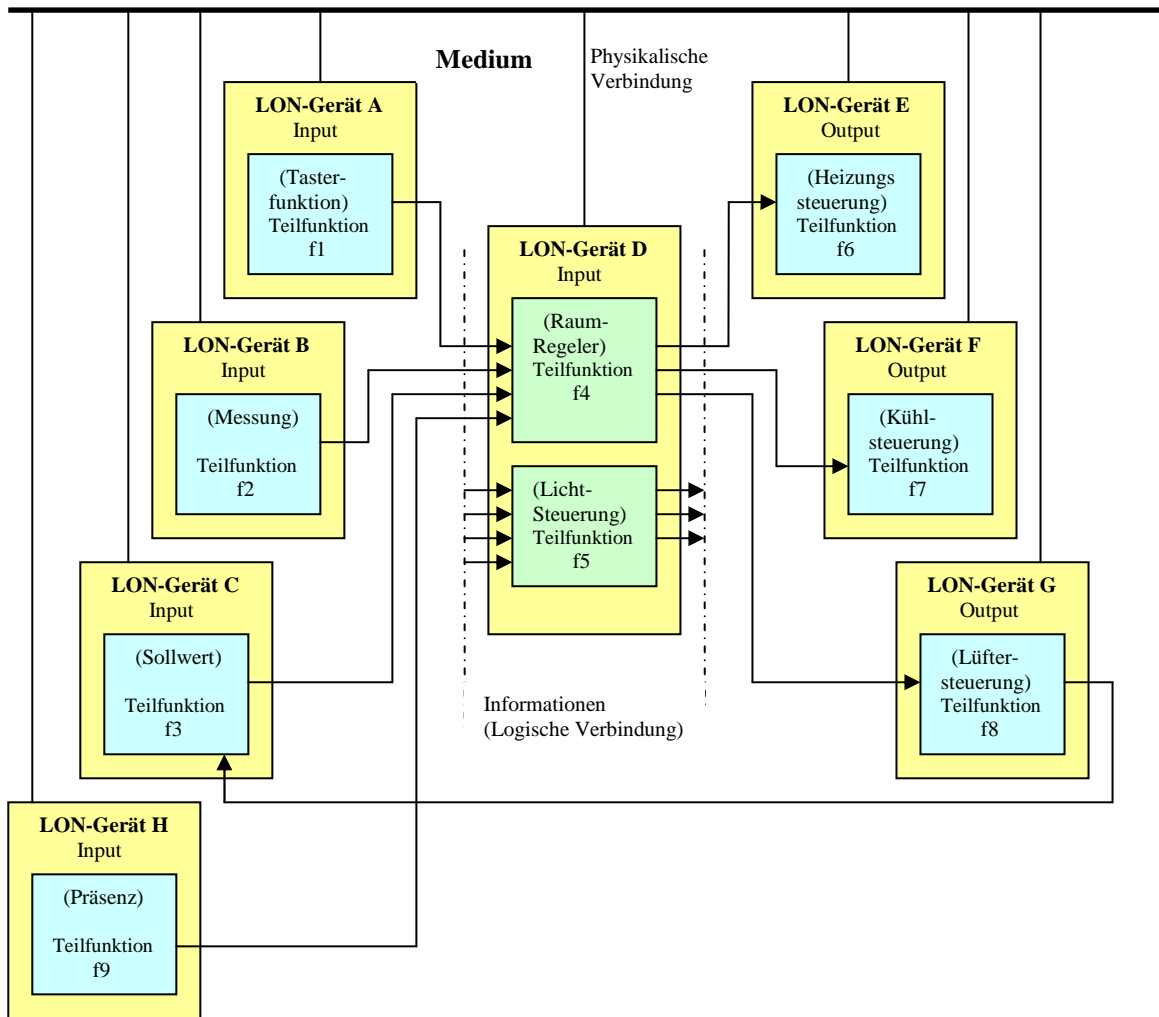 Medium
Physikalische
Verbindung
LON-Gerät A
Input
(Taster-
funktion)
Teilfunktion
f1
LON-Gerät E
Output
(Heizungs
steuerung)
Teilfunktion
f6
LON-Gerät D
Input
(Raum-
Regeler)
Teilfunktion
f4
(Licht-
Steuerung)
Teilfunktion
f5
LON-Gerät B
Input
(Messung)
Teilfunktion
f2
LON-Gerät F
Output
(Kühl-
steuerung)
Teilfunktion
f7
LON-Gerät C
Input
(Sollwert)
Teilfunktion
f3
Informationen
(Logische Verbindung)
LON-Gerät G
Output
(Lüfter-
steuerung)
Teilfunktion
f8
LON-Gerät H
Input
(Präsenz)
Teilfunktion
f9